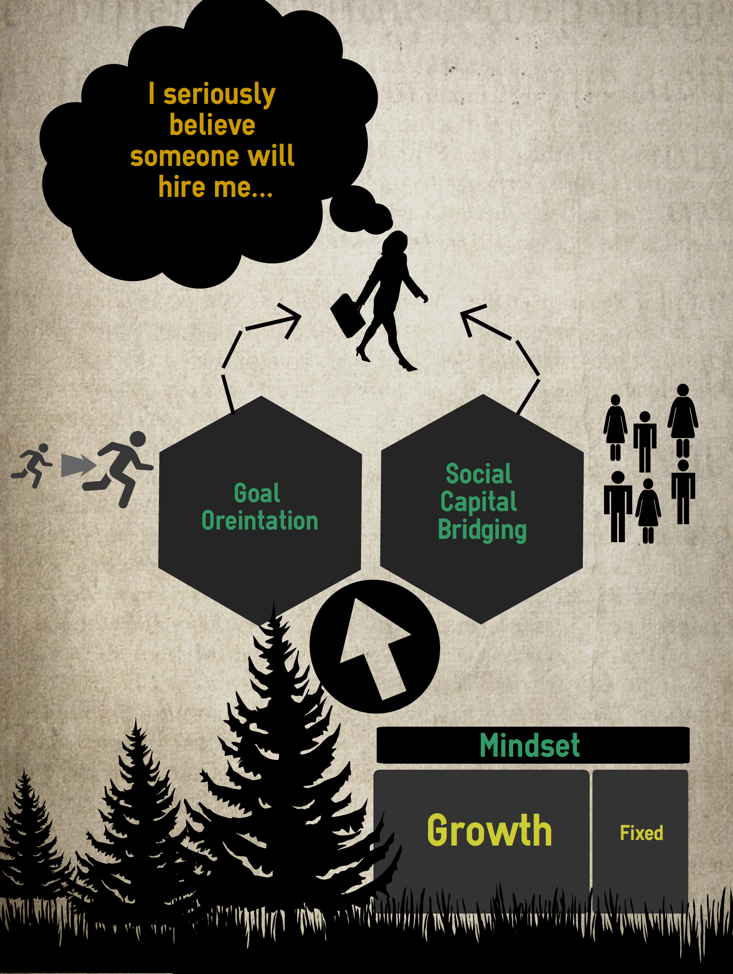 I seriously
believe
someone will
hire me...
Goal
Oreintation
Social
Capital
Bridging
Mindset
Growth
Fixed